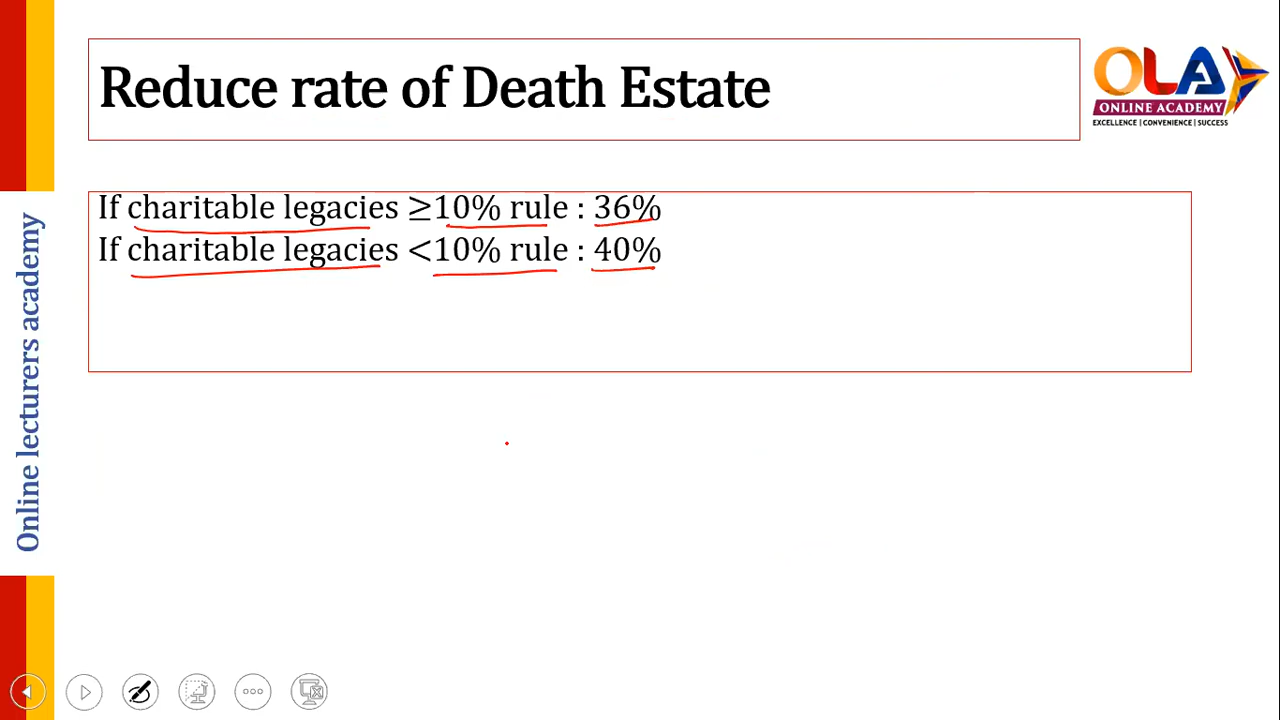 Reduce rate of Death Estate
OLA
ONLINE ACADEMY
EXCELLENCE | CONVENIENCE | SUCCESS
If charitable legacies ≥10% rule : 36%
If charitable legacies <10% rule : 40%
Online lecturers academy